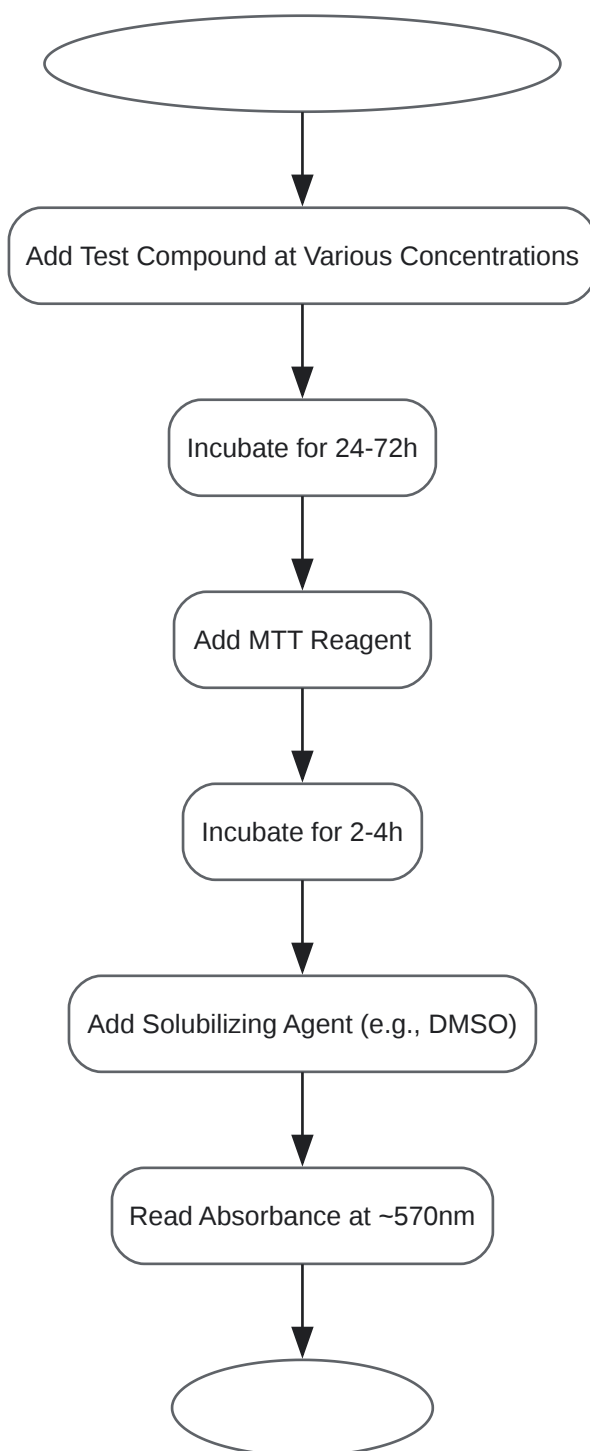 Add Test Compound at Various Concentrations
Incubate for 24-72h
Add MTT Reagent
Incubate for 2-4h
Add Solubilizing Agent (e.g., DMSO)
Read Absorbance at ~570nm